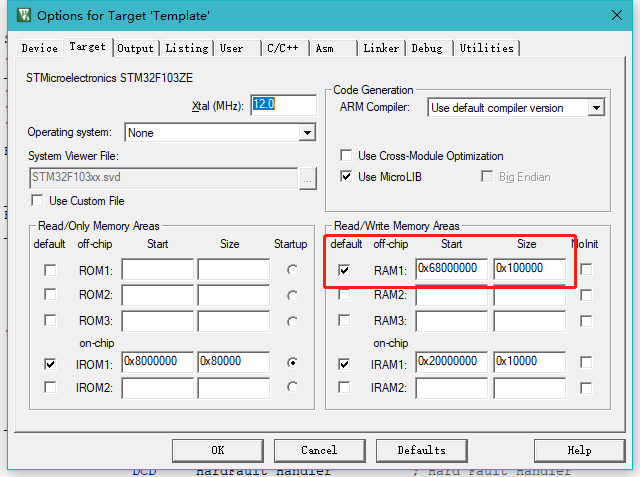 Options for Target 'Template'
Device Target Output Listing User C/C++ Asm Linker Debug Utilities
STMicroelectronics STM32F103ZE
Xtal (MHz): 12.0
Operating system: None
System Viewer File:
STM32F103xx.svd ...
Use Custom File
Code Generation
ARM Compiler: Use default compiler version
Use Cross-Module Optimization
Use MicroLIB Big Endian
Read/Only Memory Areas
default off-chip Start Size Startup
ROM1:
ROM2:
ROM3:
on-chip
IROM1: 0x8000000 0x80000
IROM2:
Read/Write Memory Areas
default off-chip Start Size NoInit
RAM1: 0x68000000 0x100000
RAM2:
RAM3:
on-chip
IRAM1: 0x20000000 0x10000
IRAM2:
OK Cancel Defaults Help
DCD HardFault_Handler ; Hard Fault Handler